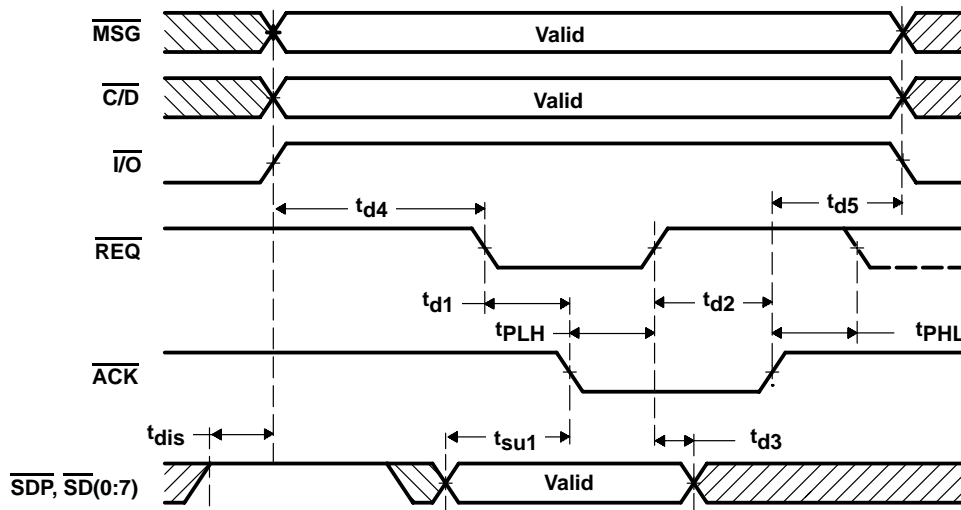 MSG
Valid
C/D
Valid
I/O
td4
td5
REQ
td1
td2
tPLH
tPHL
ACK
tdis
tsu1
td3
SDP, SD(0:7)
Valid